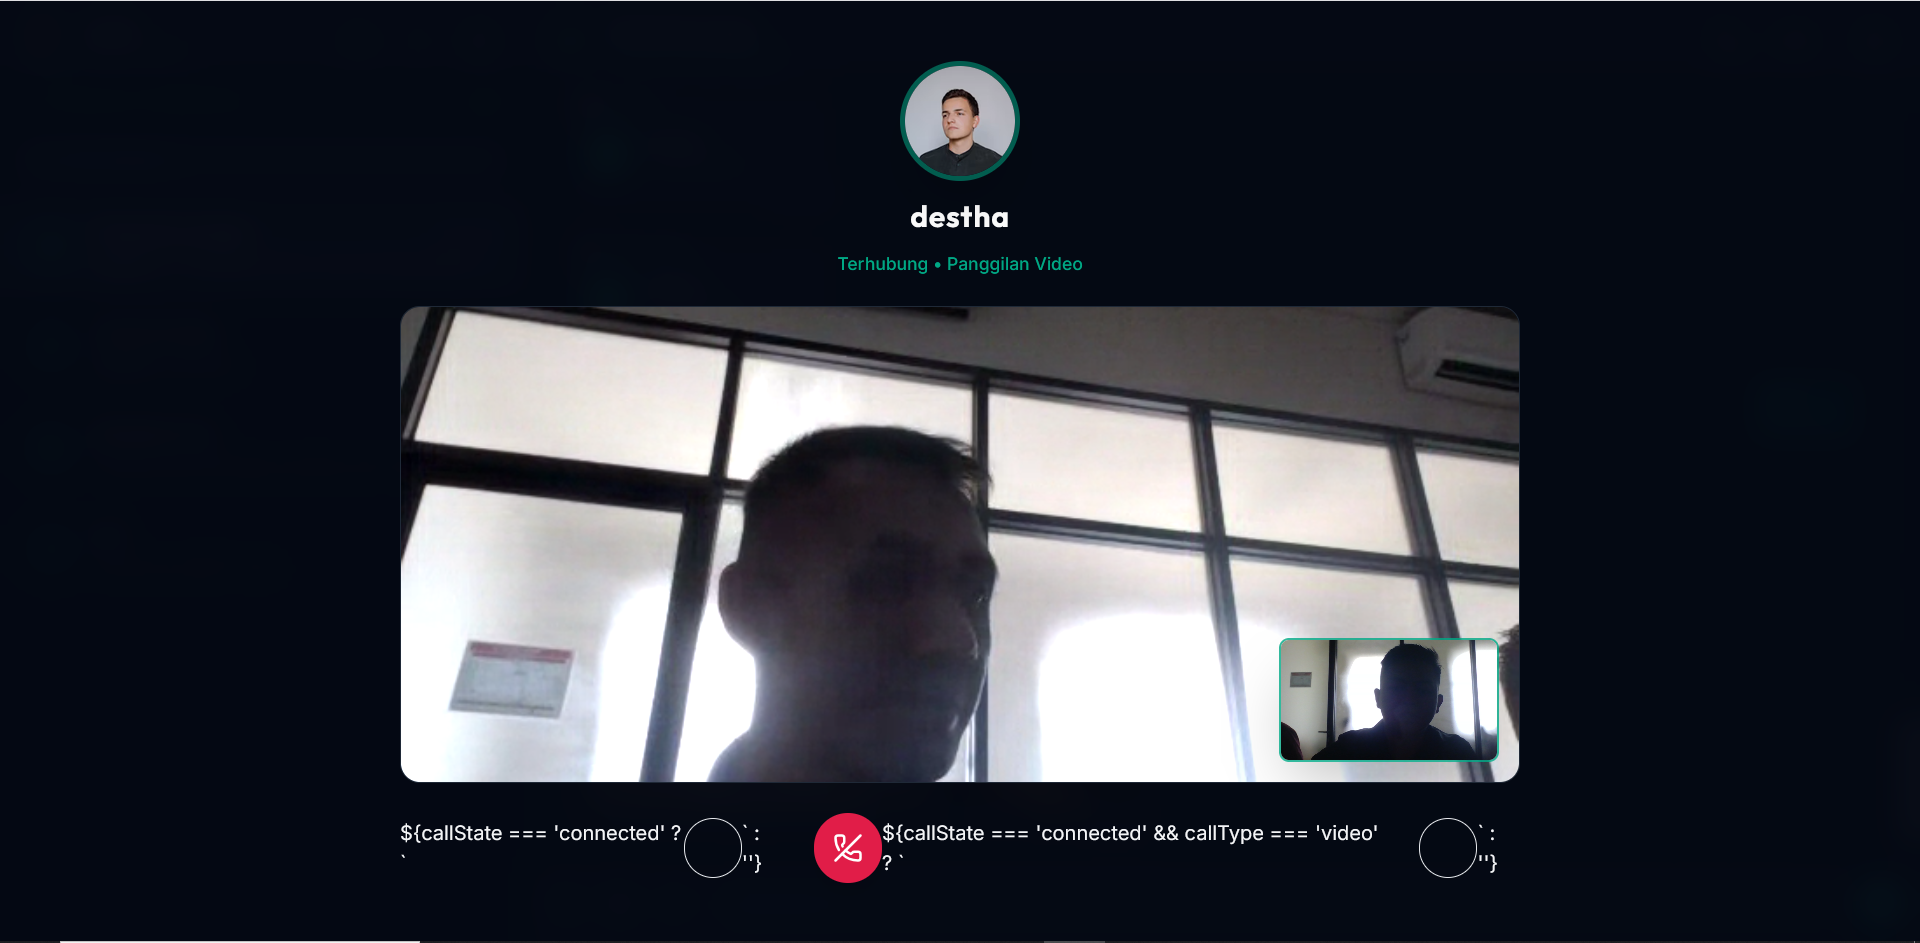 destha
Terhubung • Panggilan Video
${callState === 'connected' ?
`
` :
''}
${callState === 'connected' && callType === 'video'
? `
` :
''}